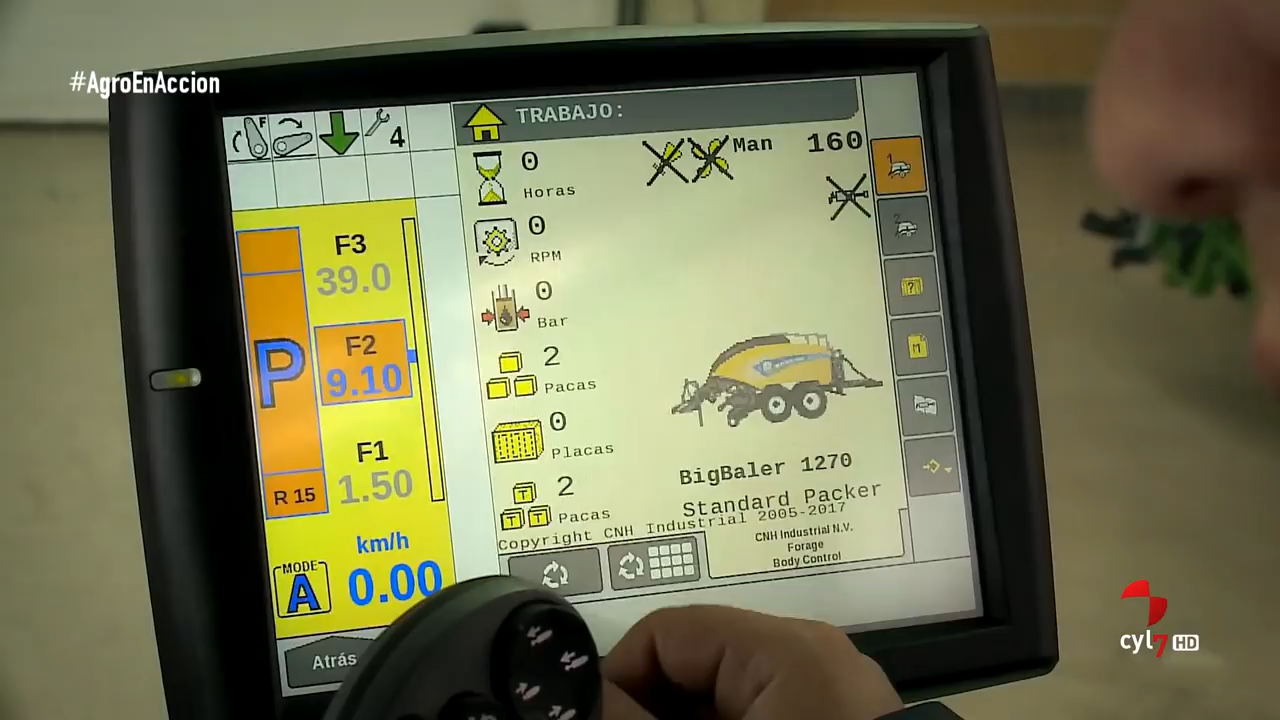 #AgroEnAccion
F
4
TRABAJO:
0
Horas
Man
160
0
RPM
0
Bar
2
Pacas
0
Placas
2
Pacas
F3
39.0
P
F2
9.10
F1
1.50
R 15
km/h
MODE
A
0.00
BigBaler 1270
Standard Packer
Copyright CNH Industrial 2005-2017
CNH Industrial N.V.
Forage
Body Control
Atrás
1
2
?
M
T
T T
cyl7 HD